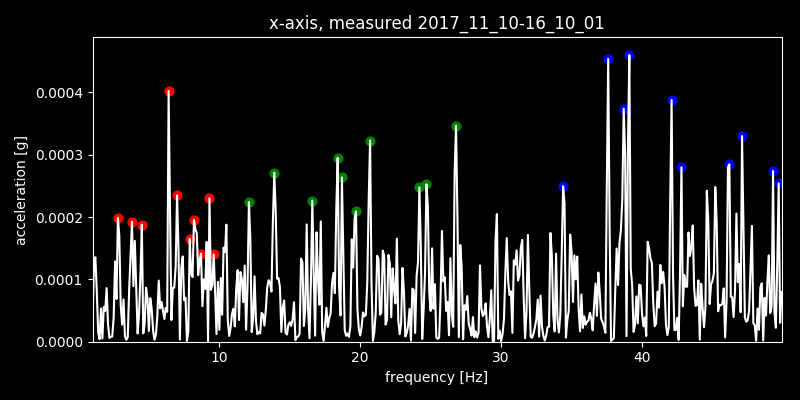 x-axis, measured 2017_11_10-16_10_01
acceleration [g]
0.0004
0.0003
0.0002
0.0001
0.0000
10 20 30 40
frequency [Hz]